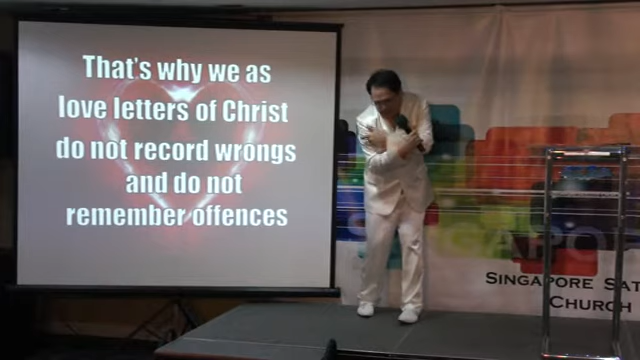 That's why we as
love letters of Christ
do not record wrongs
and do not
remember offences
Singapore Sat
Church